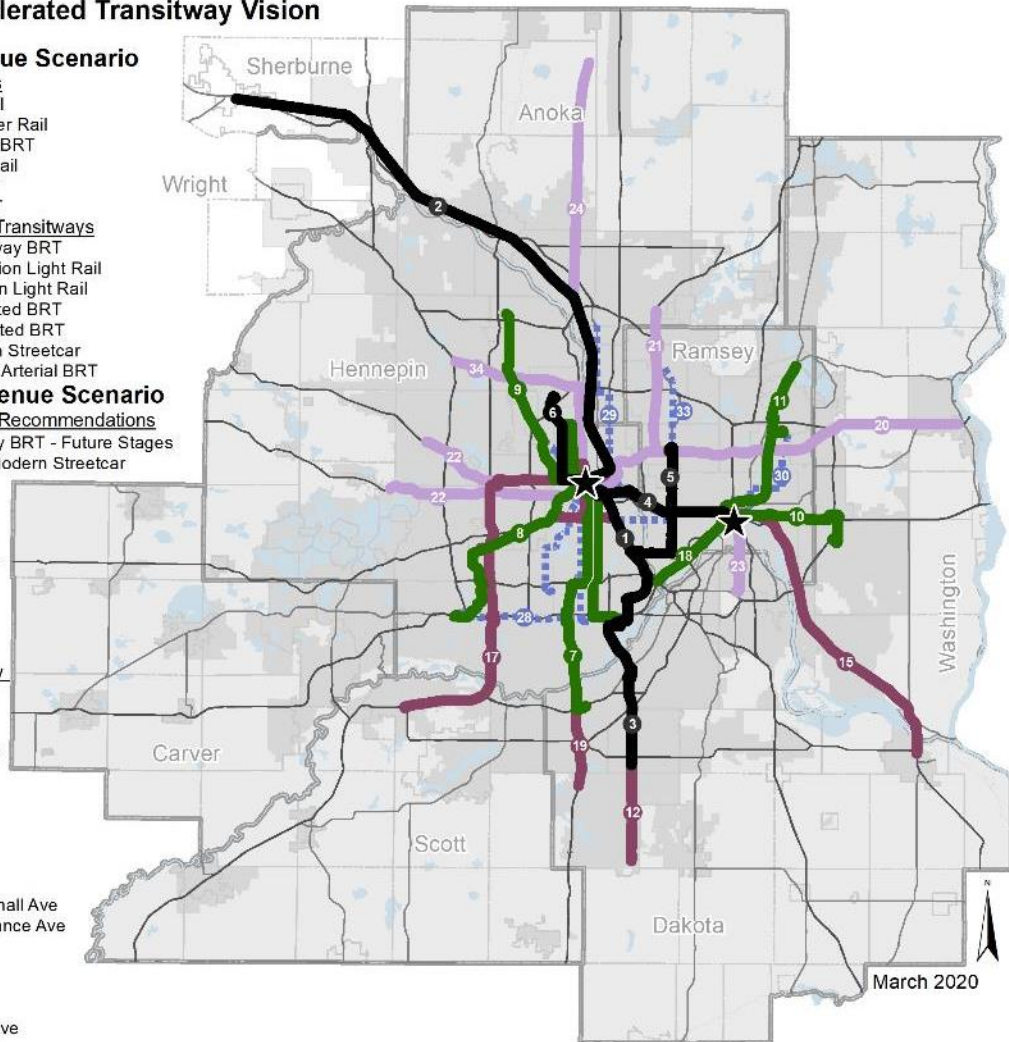 lerated Transitway Vision
ue Scenario
er Rail
BRT
ail
Transitways
way BRT
ion Light Rail
n Light Rail
ted BRT
ted BRT
n Streetcar
Arterial BRT
enue Scenario
Recommendations
y BRT - Future Stages
odern Streetcar
nall Ave
ance Ave
ve
Sherburne
Anoka
Wright
2
24
21
Ramsey
Hennepin
34
9
11
6
29
33
20
22
5
30
22
4
10
8
1
18
23
Washington
28
17
7
15
3
Carver
19
12
Scott
Dakota
N
March 2020